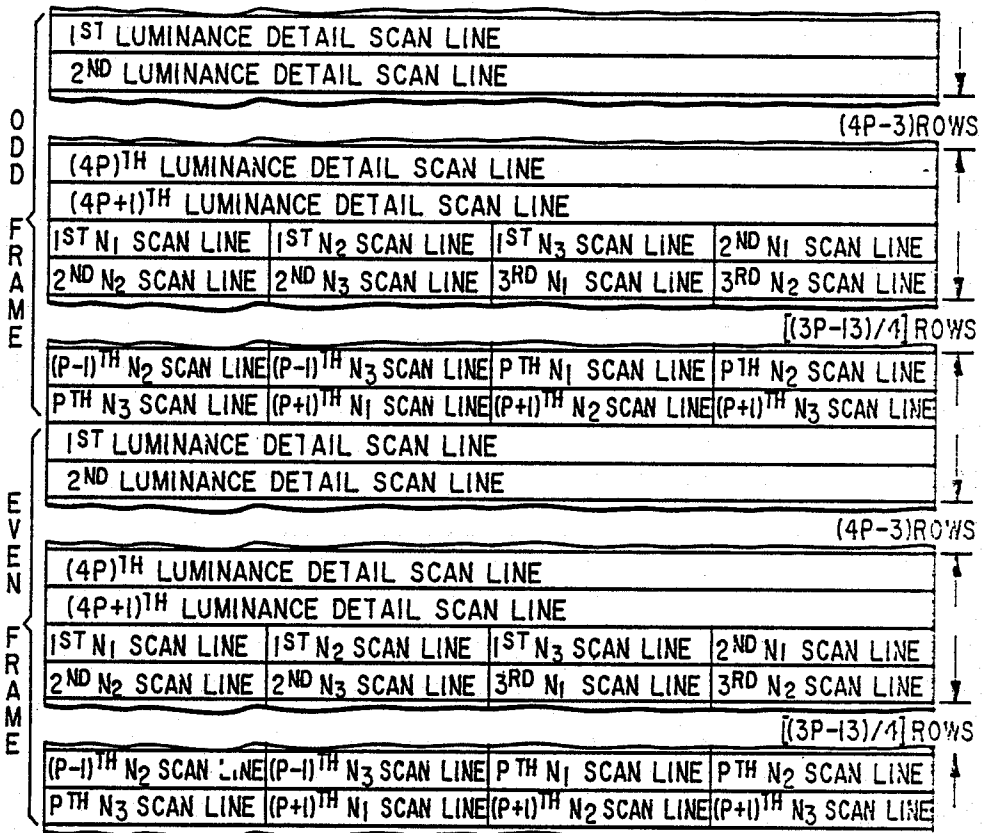 ODD FRAME
1ST LUMINANCE DETAIL SCAN LINE
2ND LUMINANCE DETAIL SCAN LINE
(4P-3)ROWS
(4P)TH LUMINANCE DETAIL SCAN LINE
(4P+1)TH LUMINANCE DETAIL SCAN LINE
1ST N1 SCAN LINE 1ST N2 SCAN LINE 1ST N3 SCAN LINE 2ND N1 SCAN LINE
2ND N2 SCAN LINE 2ND N3 SCAN LINE 3RD N1 SCAN LINE 3RD N2 SCAN LINE
[(3P-13)/4] ROWS
(P-1)TH N2 SCAN LINE (P-1)TH N3 SCAN LINE PTH N1 SCAN LINE PTH N2 SCAN LINE
PTH N3 SCAN LINE (P+1)TH N1 SCAN LINE (P+1)TH N2 SCAN LINE (P+1)TH N3 SCAN LINE
EVEN FRAME
1ST LUMINANCE DETAIL SCAN LINE
2ND LUMINANCE DETAIL SCAN LINE
(4P-3)ROWS
(4P)TH LUMINANCE DETAIL SCAN LINE
(4P+1)TH LUMINANCE DETAIL SCAN LINE
1ST N1 SCAN LINE 1ST N2 SCAN LINE 1ST N3 SCAN LINE 2ND N1 SCAN LINE
2ND N2 SCAN LINE 2ND N3 SCAN LINE 3RD N1 SCAN LINE 3RD N2 SCAN LINE
[(3P-13)/4] ROWS
(P-1)TH N2 SCAN LINE (P-1)TH N3 SCAN LINE PTH N1 SCAN LINE PTH N2 SCAN LINE
PTH N3 SCAN LINE (P+1)TH N1 SCAN LINE (P+1)TH N2 SCAN LINE (P+1)TH N3 SCAN LINE